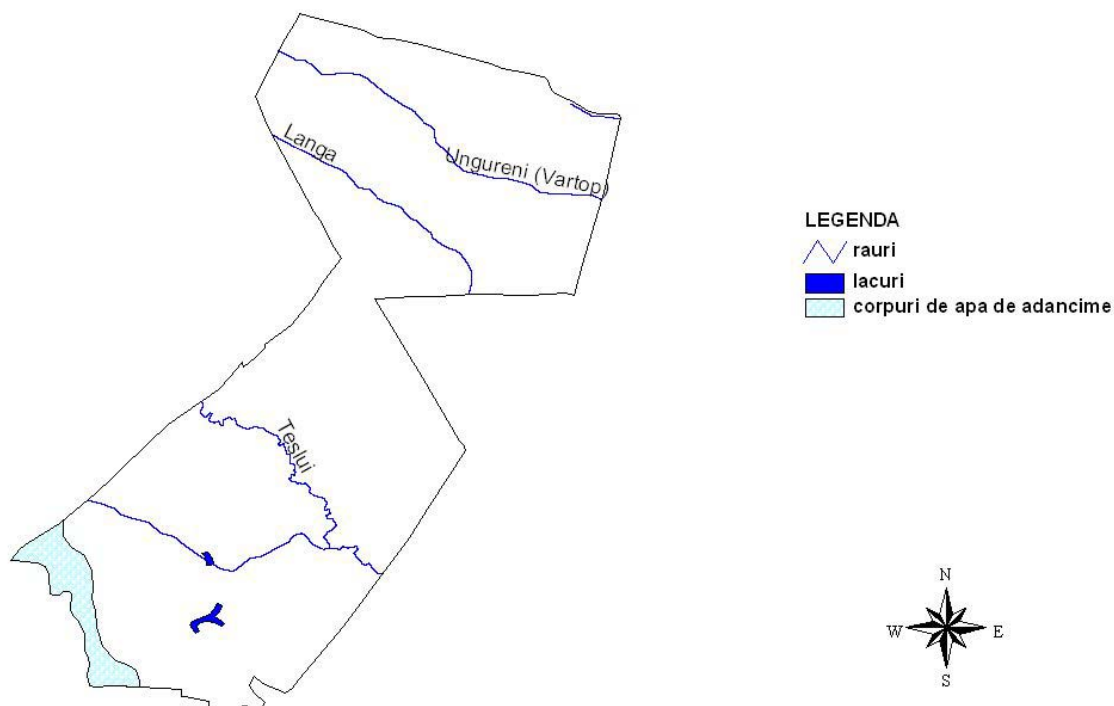 Langa
Ungureni (Vartop)
Teslui
LEGENDA
rauri
lacuri
corpuri de apa de adancime
N
W
E
S